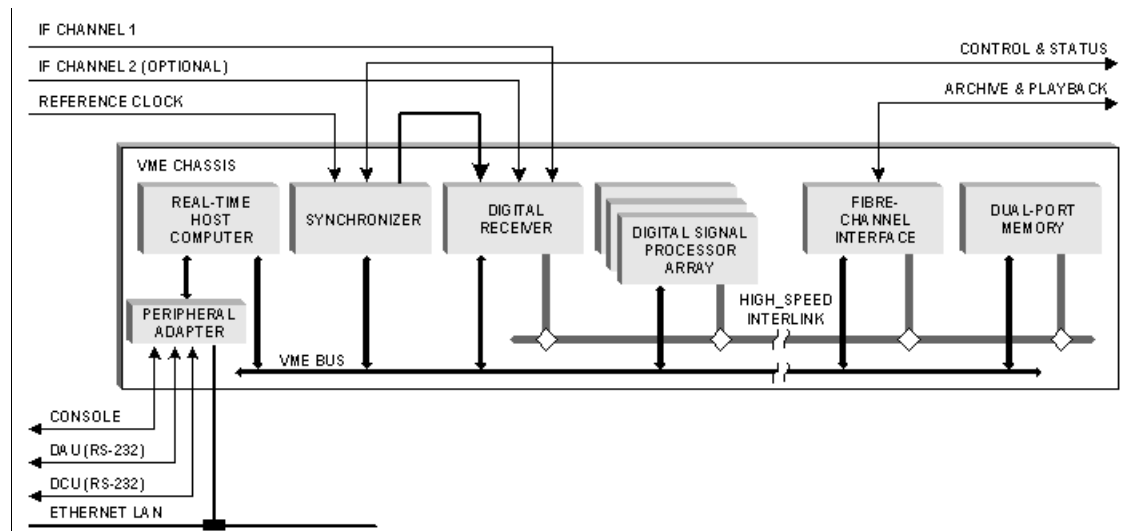 IF CHANNEL 1
IF CHANNEL 2 (OPTIONAL)
REFERENCE CLOCK
CONTROL & STATUS
ARCHIVE & PLAYBACK
VME CHASSIS
REAL-TIME
HOST
COMPUTER
SYNCHRONIZER
DIGITAL
RECEIVER
DIGITAL SIGNAL
PROCESSOR
ARRAY
FIBRE-
CHANNEL
INTERFACE
DUAL-PORT
MEMORY
PERIPHERAL
ADAPTER
HIGH_SPEED
INTERLINK
VME BUS
CONSOLE
DAU (RS-232)
DCU (RS-232)
ETHERNET LAN